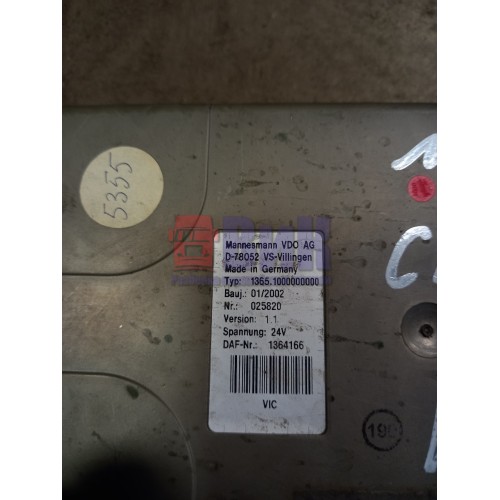 5355
Mannesmann VDO AG
D-78052 VS-Villingen
Made in Germany
Typ: 1365.1000000000
Bauj.: 01/2002
Nr.: 025820
Version: 1.1
Spannung: 24V
DAF-Nr.: 1364166
VIC